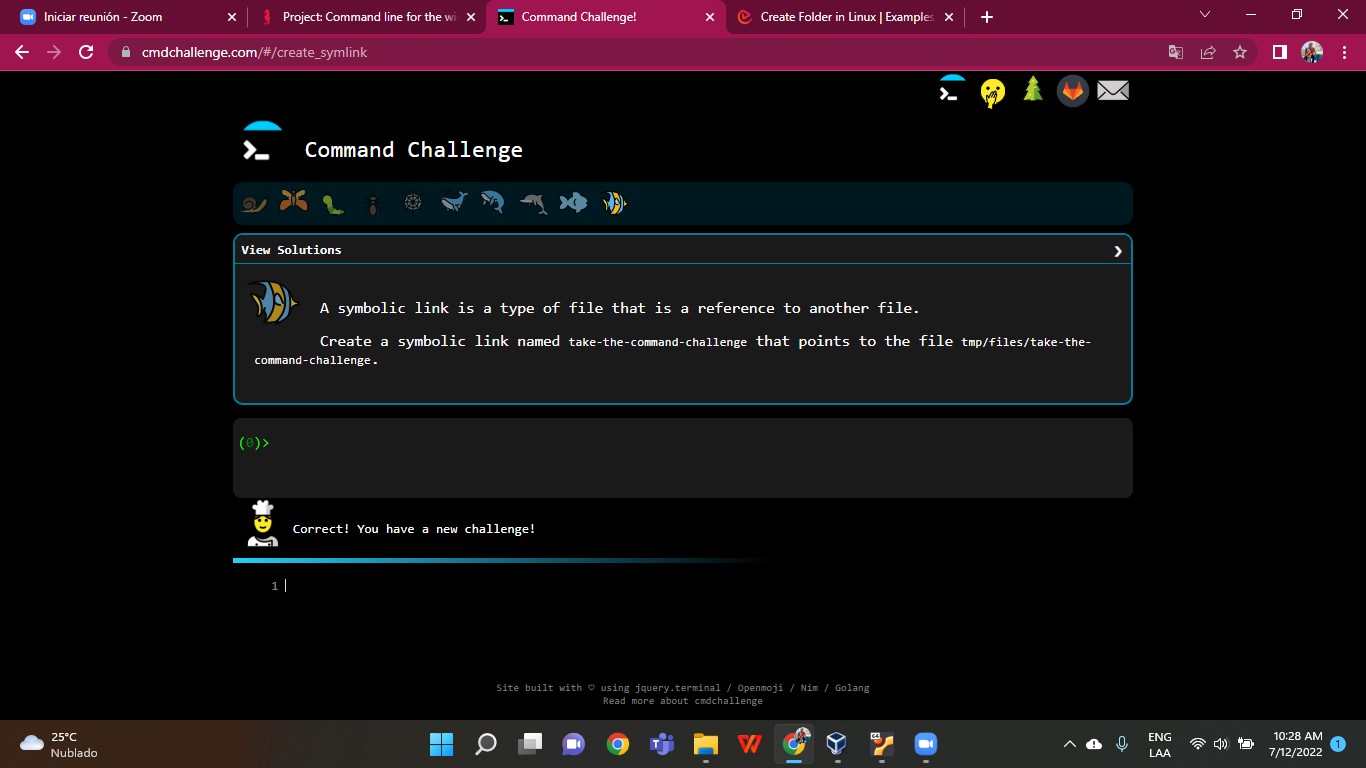 Iniciar reunión - Zoom
Project: Command line for the wi
Command Challenge!
Create Folder in Linux | Examples
cmdchallenge.com/#/create_symlink
Command Challenge
View Solutions
A symbolic link is a type of file that is a reference to another file.
Create a symbolic link named take-the-command-challenge that points to the file tmp/files/take-the-
command-challenge.
(0)>
Correct! You have a new challenge!
1
Site built with ♡ using jquery.terminal / Openmoji / Nim / Golang
Read more about cmdchallenge
25°C
Nublado
ENG
LAA
10:28 AM
7/12/2022
1